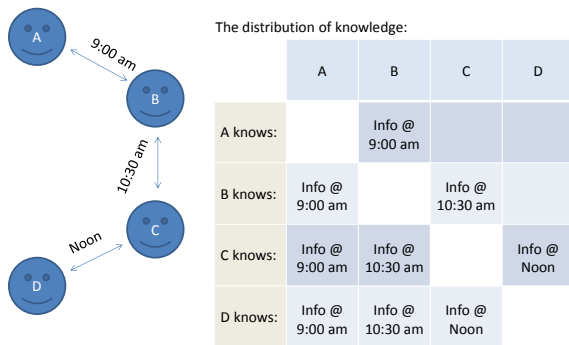 A
9:00 am
B
10:30 am
C
Noon
D
The distribution of knowledge:
A B C D
A knows:
Info @
9:00 am
B knows:
Info @
9:00 am
Info @
10:30 am
C knows:
Info @
9:00 am
Info @
10:30 am
Info @
Noon
D knows:
Info @
9:00 am
Info @
10:30 am
Info @
Noon